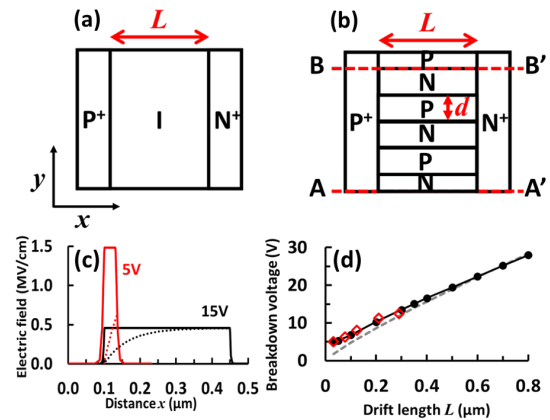 (a)
L
P+
I
N+
y
x
(b)
L
P
B
B'
N
P+
P
d
N+
N
P
A
N
A'
(c)
1.5
1.0
0.5
0.0
Electric field (MV/cm)
5V
15V
0.0 0.1 0.2 0.3 0.4 0.5
Distance x (μm)
(d)
30
20
10
0
Breakdown voltage (V)
0 0.2 0.4 0.6 0.8
Drift length L (μm)